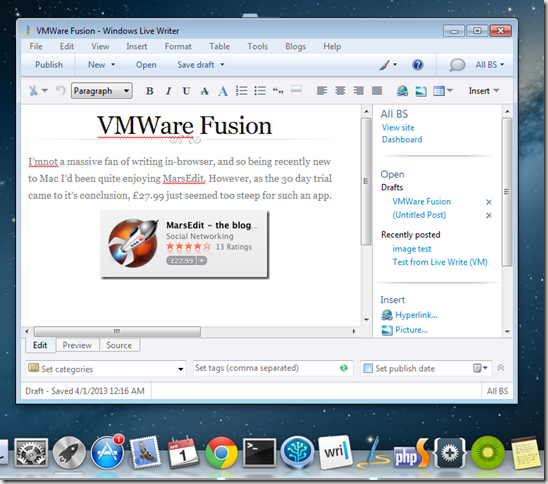 VMWare Fusion - Windows Live Writer
File Edit View Insert Format Table Tools Blogs Help
Publish New Open Save draft All BS
Paragraph B I U A A Insert
VMWare Fusion
I'mnot a massive fan of writing in-browser, and so being recently new
to Mac I'd been quite enjoying MarsEdit. However, as the 30 day trial
came to it's conclusion, £27.99 just seemed too steep for such an app.
MarsEdit - the blog...
Social Networking
13 Ratings
£27.99
All BS
View site
Dashboard
Open
Drafts
VMWare Fusion
(Untitled Post)
Recently posted
image test
Test from Live Write (VM)
Insert
Hyperlink...
Picture...
Edit Preview Source
Set categories Set tags (comma separated) Set publish date
Draft - Saved 4/1/2013 12:16 AM All BS
1
1
wri
php S